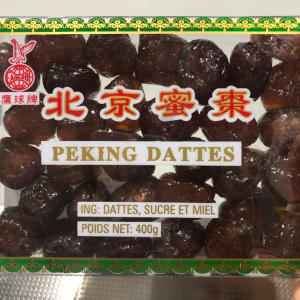 鷹球牌
北京蜜棗
PEKING DATTES
ING: DATTES, SUCRE ET MIEL
POIDS NET: 400g